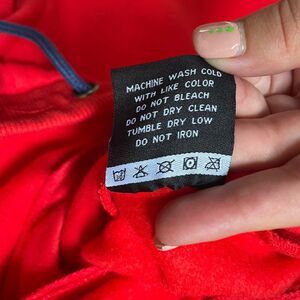 MACHINE WASH COLD
WITH LIKE COLOR
DO NOT BLEACH
DO NOT DRY CLEAN
TUMBLE DRY LOW
DO NOT IRON